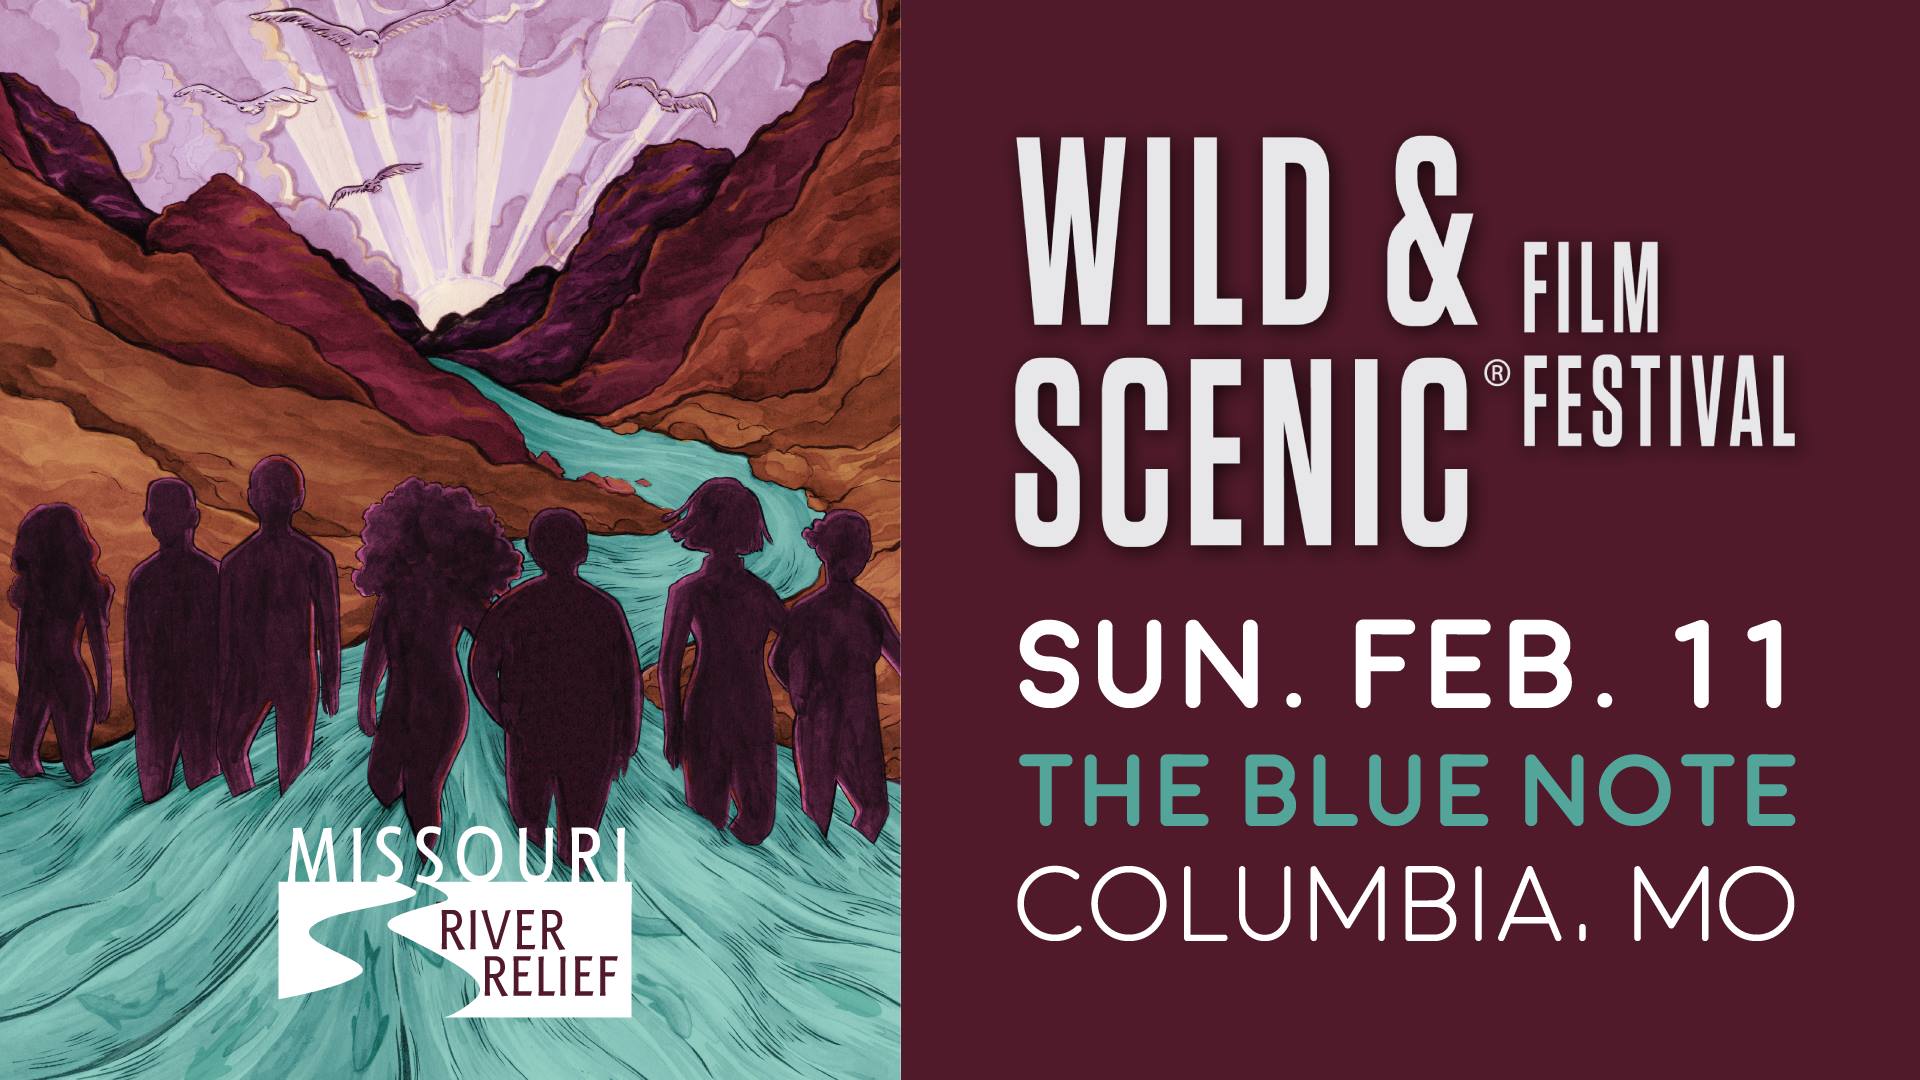 MISSOURI
RIVER
RELIEF
WILD &
SCENIC®
FILM
FESTIVAL
SUN. FEB. 11
THE BLUE NOTE
COLUMBIA, MO